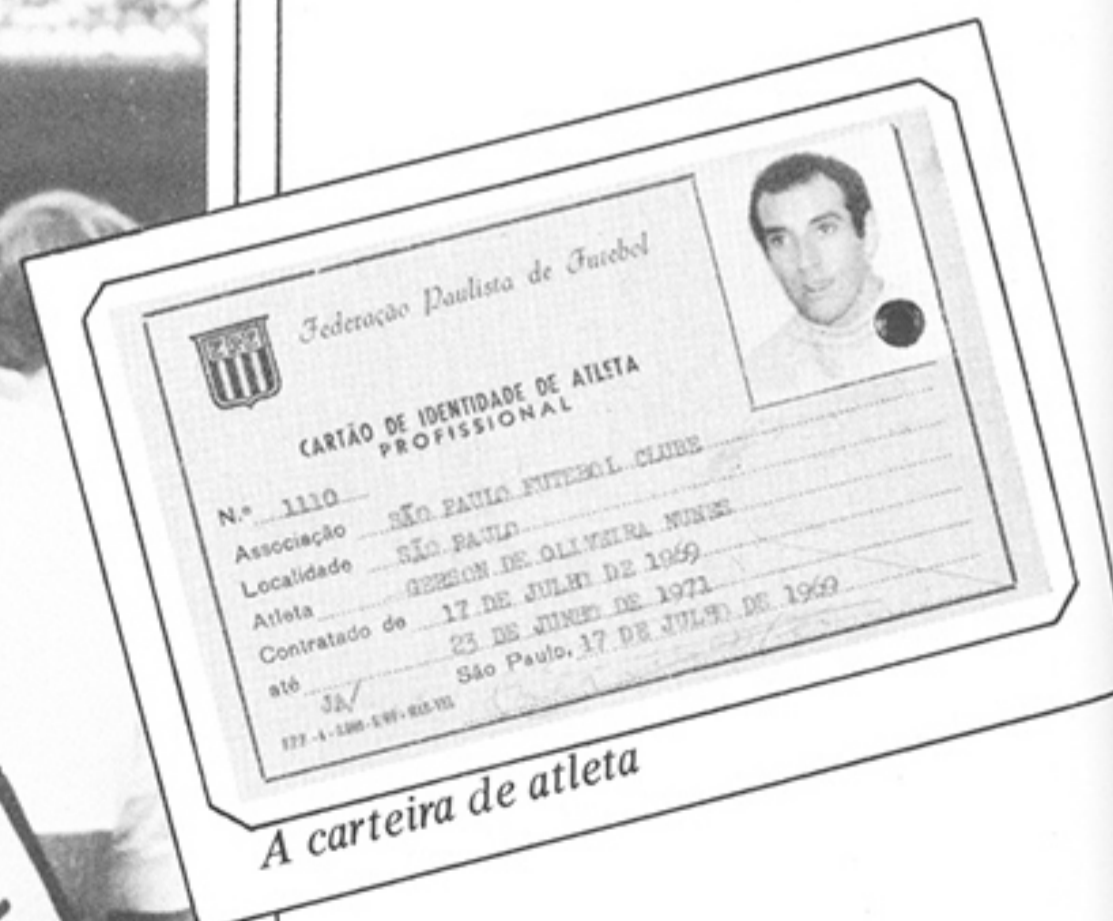 Federação Paulista de Futebol
CARTÃO DE IDENTIDADE DE ATLETA
PROFISSIONAL
N.º 1110
Associação SÃO PAULO FUTEBOL CLUBE
Localidade SÃO PAULO
Atleta GERSON DE OLIVEIRA NUNES
Contratado de 17 DE JULHO DE 1969
até 23 DE JUNHO DE 1971
JA/ São Paulo, 17 DE JULHO DE 1969
A carteira de atleta